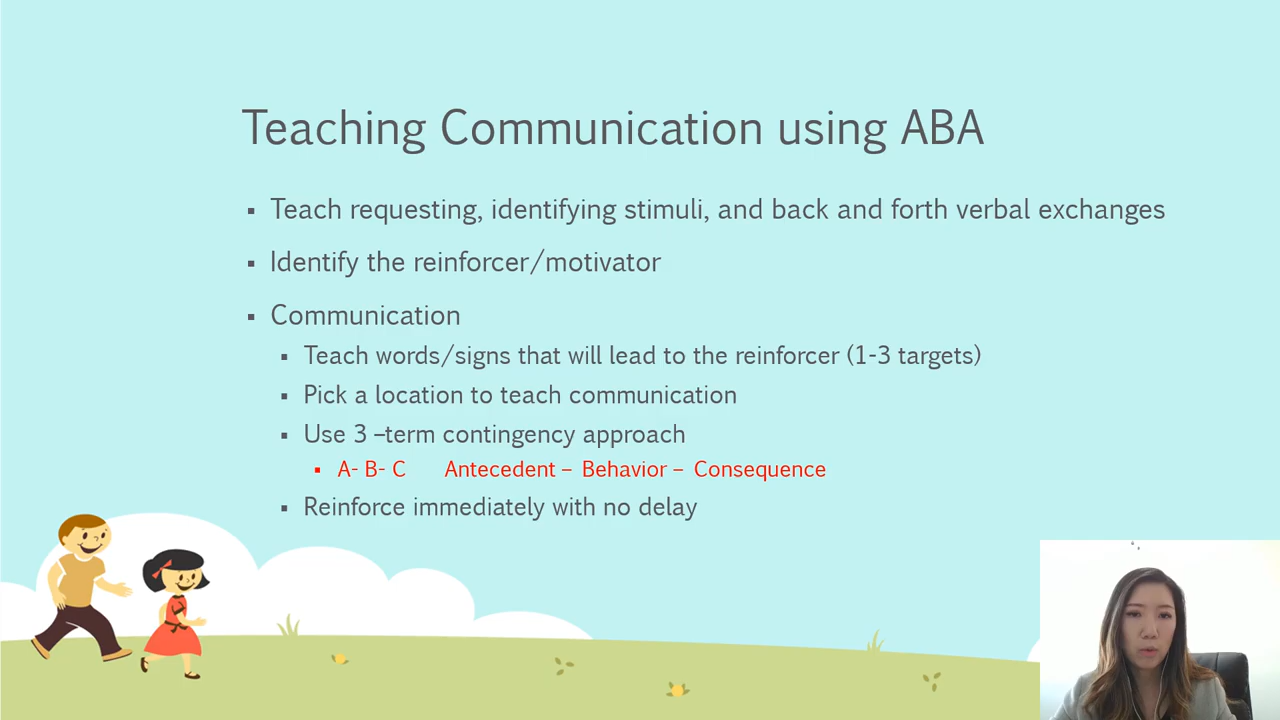 Teaching Communication using ABA
▪ Teach requesting, identifying stimuli, and back and forth verbal exchanges
▪ Identify the reinforcer/motivator
▪ Communication
▪ Teach words/signs that will lead to the reinforcer (1-3 targets)
▪ Pick a location to teach communication
▪ Use 3 –term contingency approach
▪ A- B- C Antecedent – Behavior – Consequence
▪ Reinforce immediately with no delay